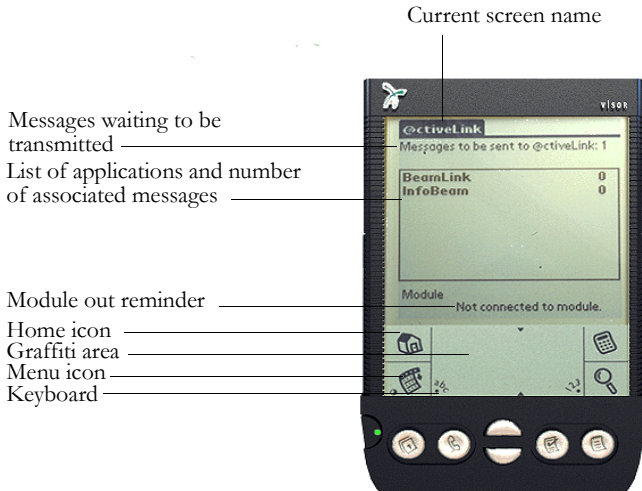 Current screen name
VISOR
Messages waiting to be
transmitted
@ctiveLink
Messages to be sent to @ctiveLink: 1
List of applications and number
of associated messages
BeamLink 0
InfoBeam 0
Module out reminder
Module
Not connected to module.
Home icon
Graffiti area
Menu icon
Keyboard
abc
123